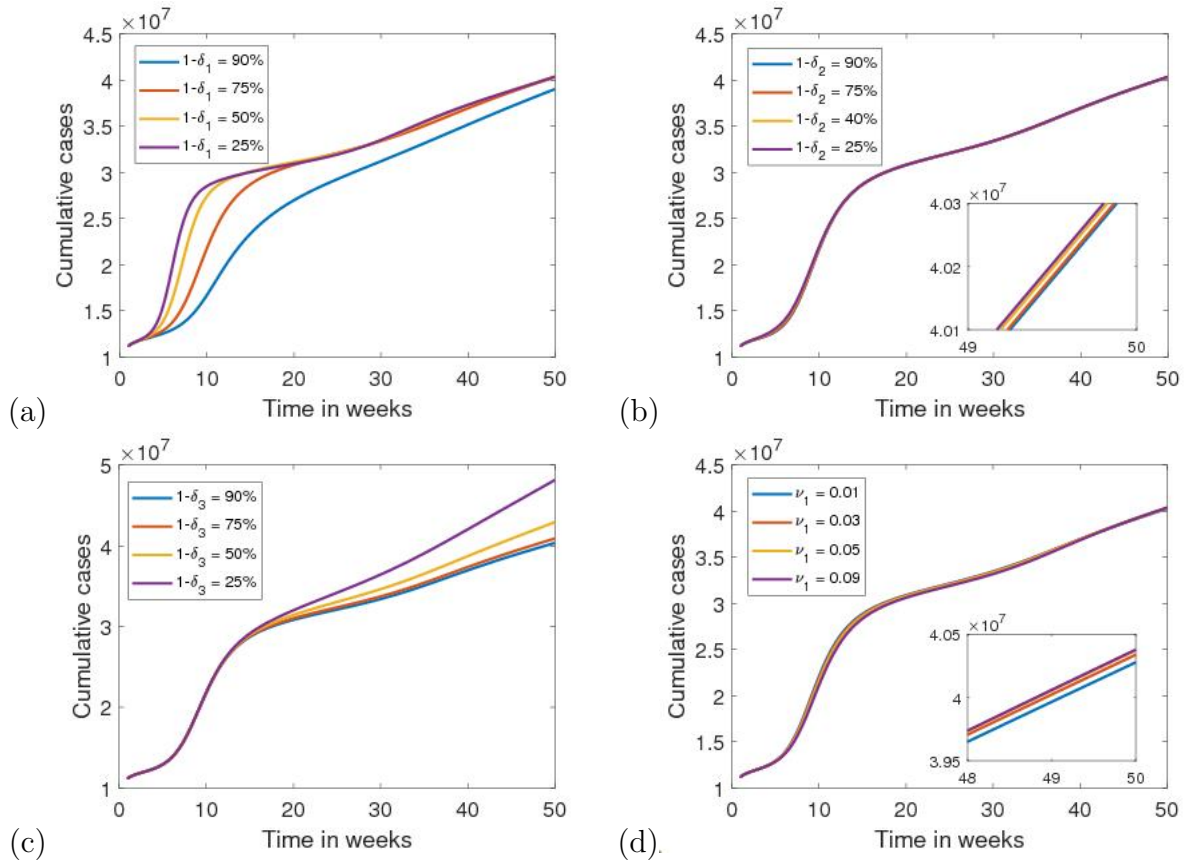 ×10⁷
4.5
4
3.5
3
2.5
2
1.5
1
Cumulative cases
1-δ₁ = 90%
1-δ₁ = 75%
1-δ₁ = 50%
1-δ₁ = 25%
0 10 20 30 40 50
Time in weeks
(a)
×10⁷
4.5
4
3.5
3
2.5
2
1.5
1
Cumulative cases
1-δ₂ = 90%
1-δ₂ = 75%
1-δ₂ = 40%
1-δ₂ = 25%
×10⁷
4.03
4.02
4.01
49 50
0 10 20 30 40 50
Time in weeks
(b)
×10⁷
5
4
3
2
1
Cumulative cases
1-δ₃ = 90%
1-δ₃ = 75%
1-δ₃ = 50%
1-δ₃ = 25%
0 10 20 30 40 50
Time in weeks
(c)
×10⁷
4.5
4
3.5
3
2.5
2
1.5
1
Cumulative cases
ν₁ = 0.01
ν₁ = 0.03
ν₁ = 0.05
ν₁ = 0.09
×10⁷
4.05
4
3.95
48 49 50
0 10 20 30 40 50
Time in weeks
(d).